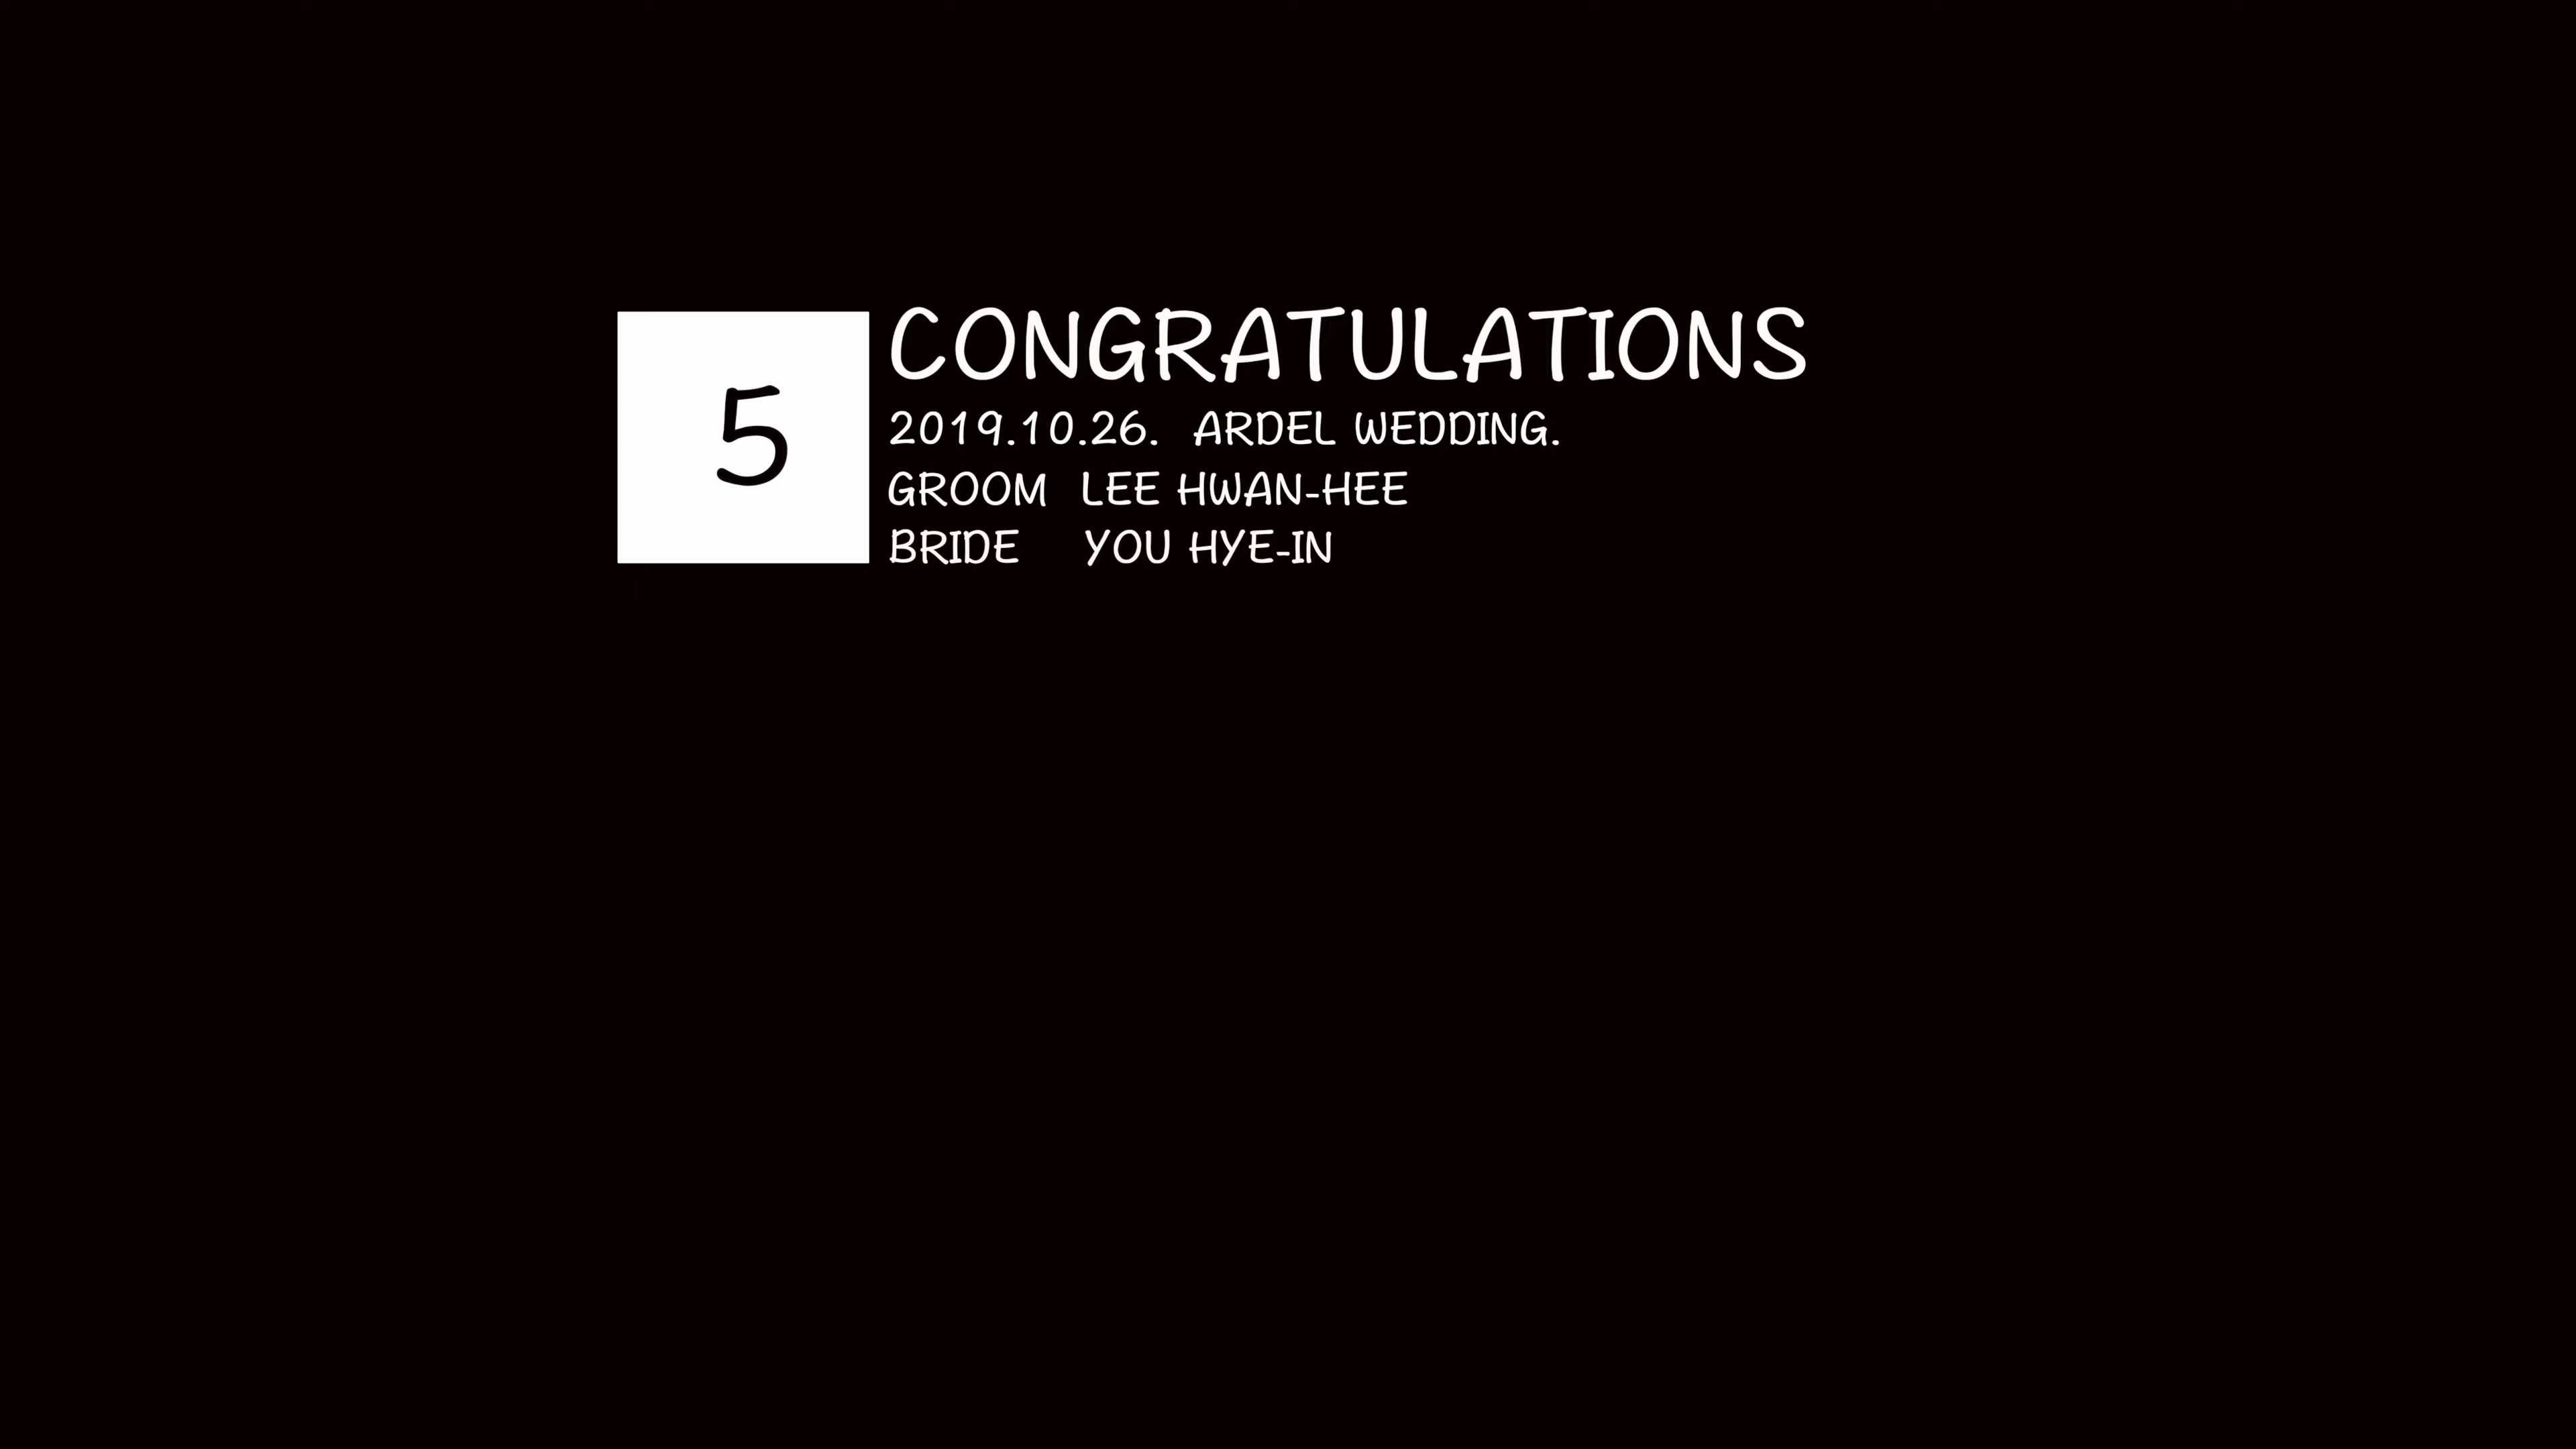 5
CONGRATULATIONS
2019.10.26. ARDEL WEDDING.
GROOM LEE HWAN-HEE
BRIDE YOU HYE-IN